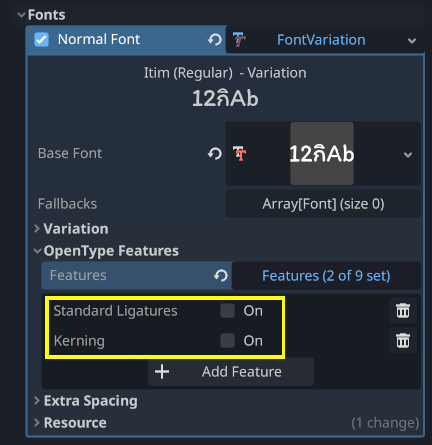 Fonts
Normal Font FontVariation
Itim (Regular) - Variation
12กิAb
Base Font 12กิAb
Fallbacks Array[Font] (size 0)
Variation
OpenType Features
Features Features (2 of 9 set)
Standard Ligatures On
Kerning On
+ Add Feature
Extra Spacing
Resource (1 change)